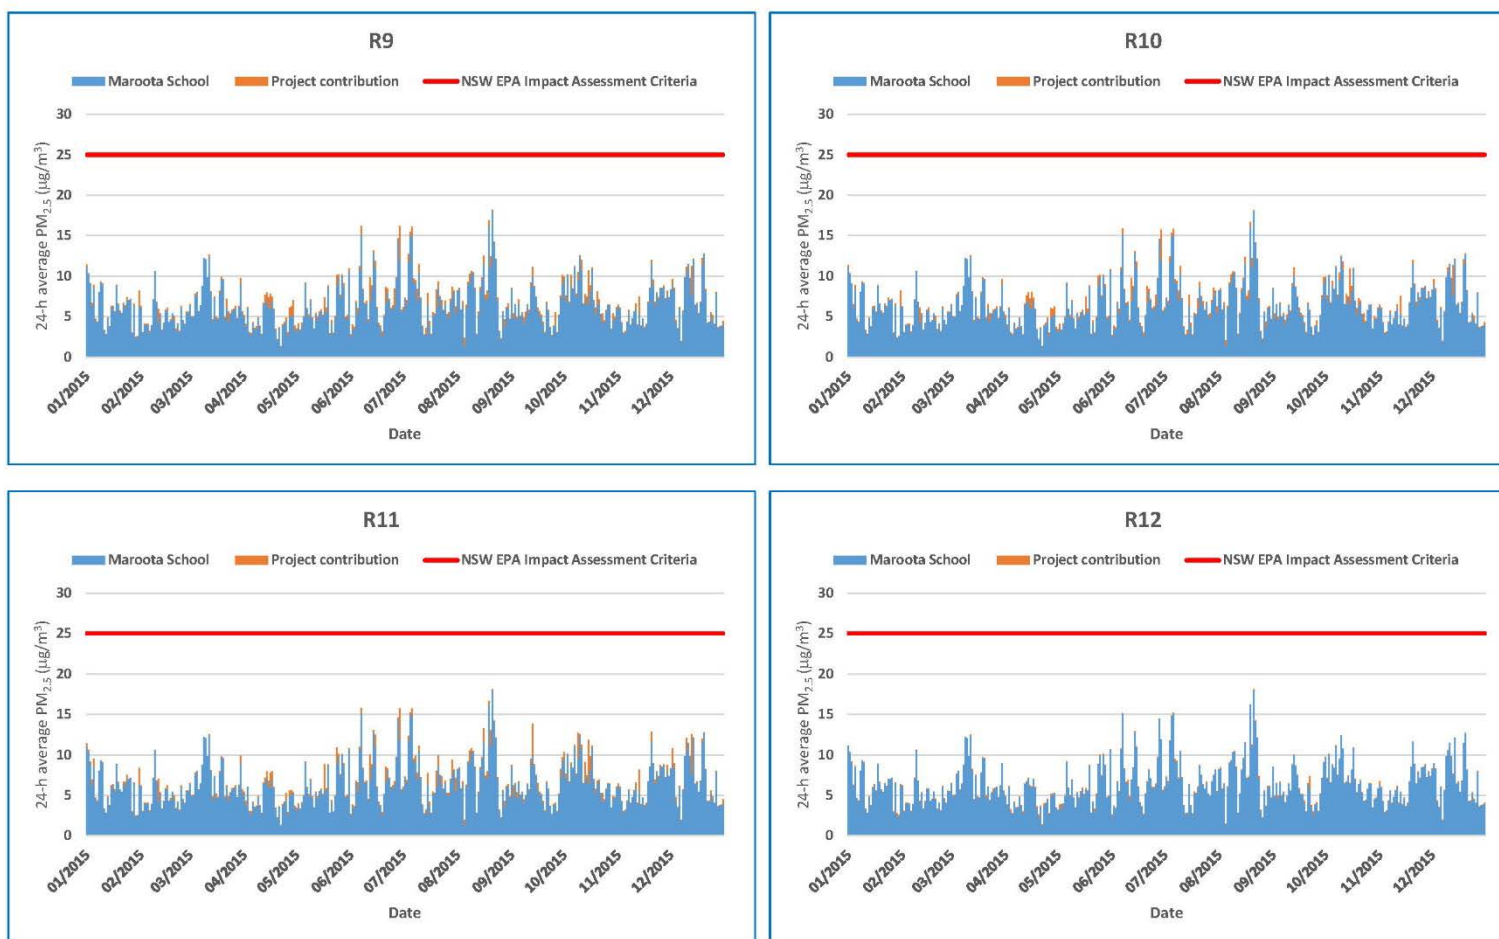 R9
Maroota School Project contribution NSW EPA Impact Assessment Criteria
24-h average PM2.5 (µg/m³)
30
25
20
15
10
5
0
01/2015 02/2015 03/2015 04/2015 05/2015 06/2015 07/2015 08/2015 09/2015 10/2015 11/2015 12/2015
Date
R10
Maroota School Project contribution NSW EPA Impact Assessment Criteria
24-h average PM2.5 (µg/m³)
30
25
20
15
10
5
0
01/2015 02/2015 03/2015 04/2015 05/2015 06/2015 07/2015 08/2015 09/2015 10/2015 11/2015 12/2015
Date
R11
Maroota School Project contribution NSW EPA Impact Assessment Criteria
24-h average PM2.5 (µg/m³)
30
25
20
15
10
5
0
01/2015 02/2015 03/2015 04/2015 05/2015 06/2015 07/2015 08/2015 09/2015 10/2015 11/2015 12/2015
Date
R12
Maroota School Project contribution NSW EPA Impact Assessment Criteria
24-h average PM2.5 (µg/m³)
30
25
20
15
10
5
0
01/2015 02/2015 03/2015 04/2015 05/2015 06/2015 07/2015 08/2015 09/2015 10/2015 11/2015 12/2015
Date